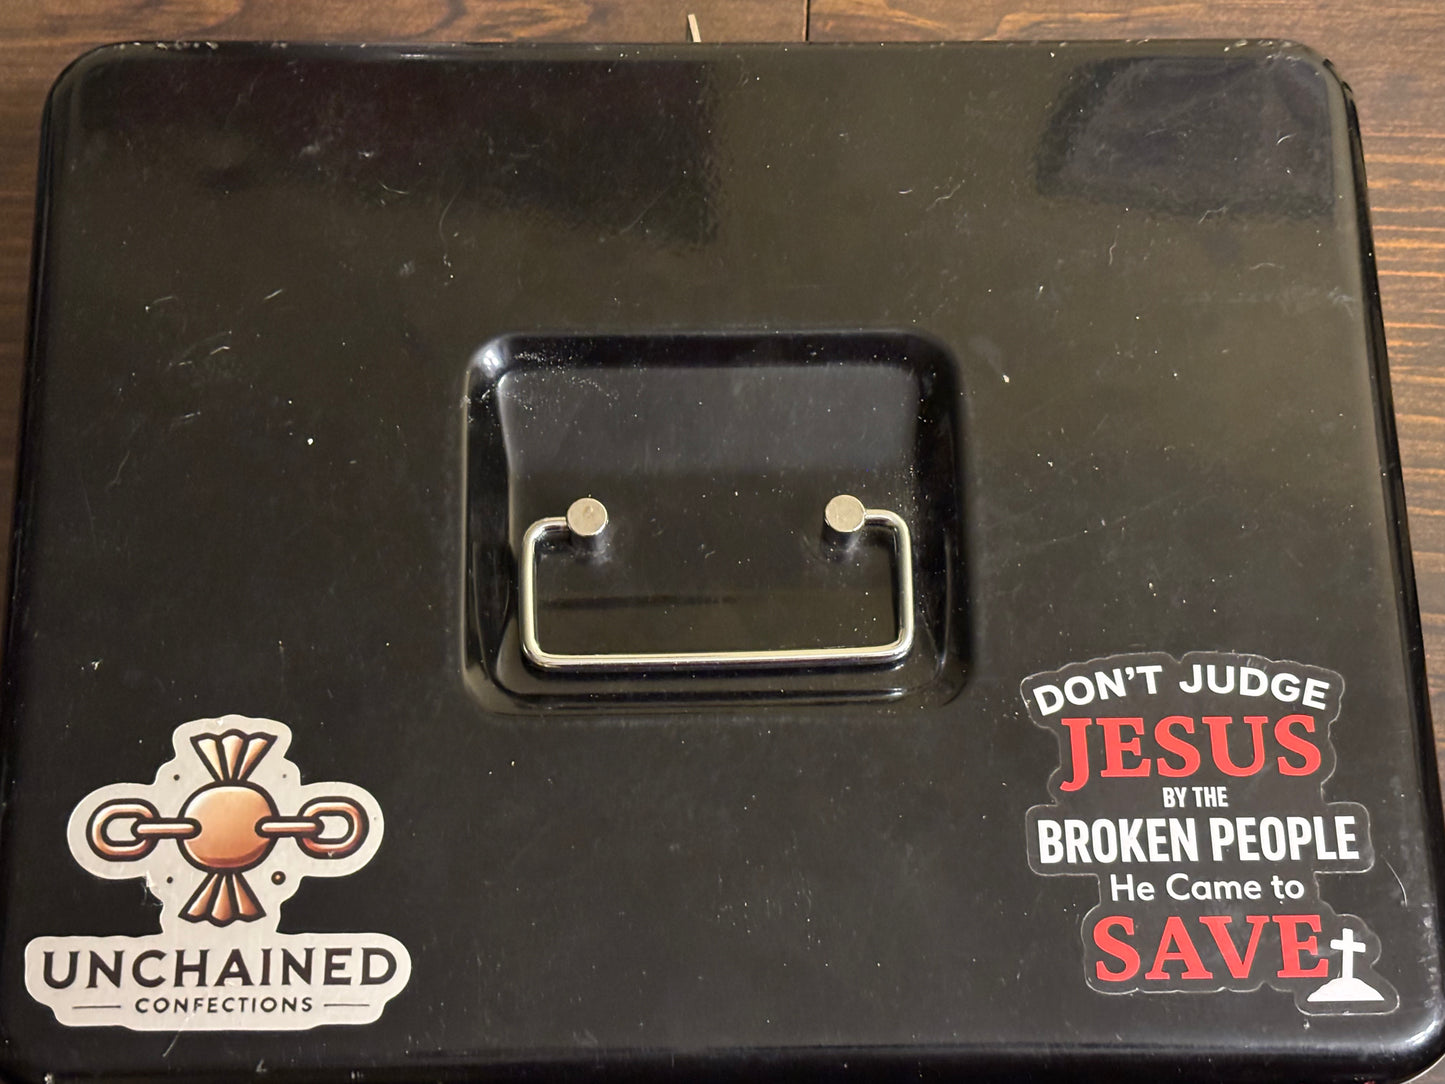 UNCHAINED
CONFECTIONS
DON'T JUDGE
JESUS
BY THE
BROKEN PEOPLE
He Came to
SAVE